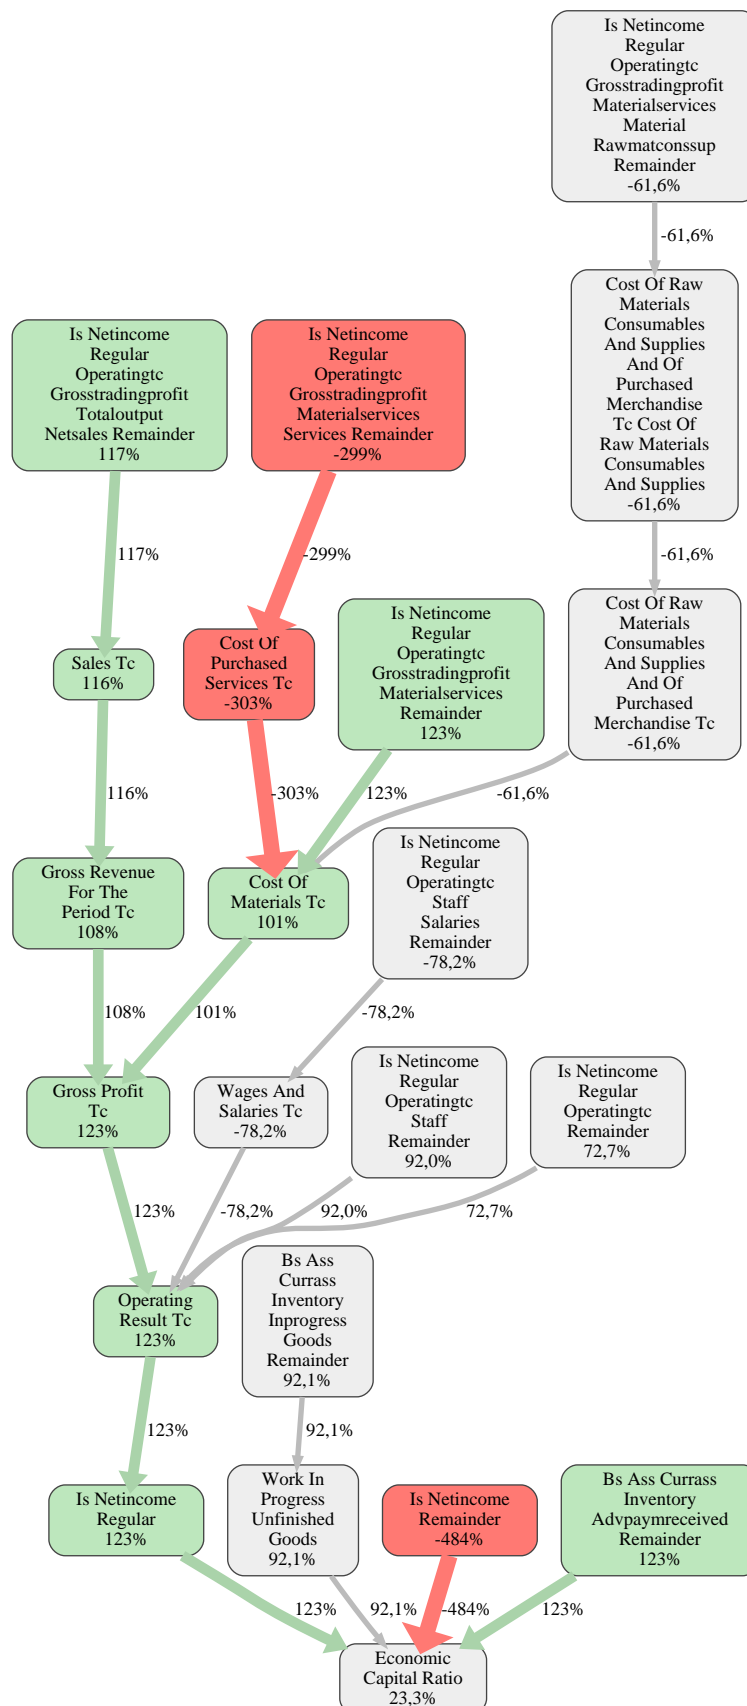 Is Netincome
Regular
Operatingtc
Grosstradingprofit
Materialservices
Material
Rawmatconssup
Remainder
-61,6%
-61,6%
Cost Of Raw
Materials
Consumables
And Supplies
And Of
Purchased
Merchandise
Tc Cost Of
Raw Materials
Consumables
And Supplies
-61,6%
Is Netincome
Regular
Operatingtc
Grosstradingprofit
Totaloutput
Netsales Remainder
117%
Is Netincome
Regular
Operatingtc
Grosstradingprofit
Materialservices
Services Remainder
-299%
117%
-299%
-61,6%
Sales Tc
116%
Cost Of
Purchased
Services Tc
-303%
Is Netincome
Regular
Operatingtc
Grosstradingprofit
Materialservices
Remainder
123%
Cost Of Raw
Materials
Consumables
And Supplies
And Of
Purchased
Merchandise Tc
-61,6%
116%
-303%
123%
-61,6%
Gross Revenue
For The
Period Tc
108%
Cost Of
Materials Tc
101%
Is Netincome
Regular
Operatingtc
Staff
Salaries
Remainder
-78,2%
108%
101%
-78,2%
Gross Profit
Tc
123%
Wages And
Salaries Tc
-78,2%
Is Netincome
Regular
Operatingtc
Staff
Remainder
92,0%
Is Netincome
Regular
Operatingtc
Remainder
72,7%
123%
-78,2%
92,0%
72,7%
Operating
Result Tc
123%
Bs Ass
Currass
Inventory
Inprogress
Goods
Remainder
92,1%
123%
92,1%
Is Netincome
Regular
123%
Work In
Progress
Unfinished
Goods
92,1%
Is Netincome
Remainder
-484%
Bs Ass Currass
Inventory
Advpaymreceived
Remainder
123%
123%
92,1%
-484%
123%
Economic
Capital Ratio
23,3%